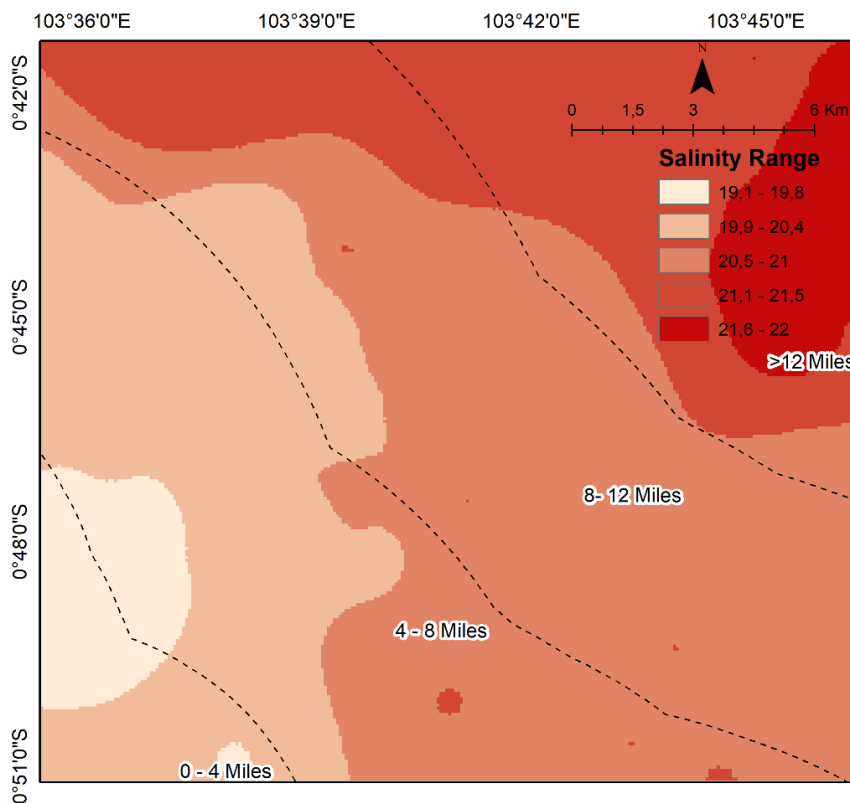 103°36'0"E 103°39'0"E 103°42'0"E 103°45'0"E
0°42'0"S
0°45'0"S
0°48'0"S
0°51'0"S
N
0 1,5 3 6 Km
Salinity Range
19,1 - 19,8
19,9 - 20,4
20,5 - 21
21,1 - 21,5
21,6 - 22
>12 Miles
8- 12 Miles
4 - 8 Miles
0 - 4 Miles